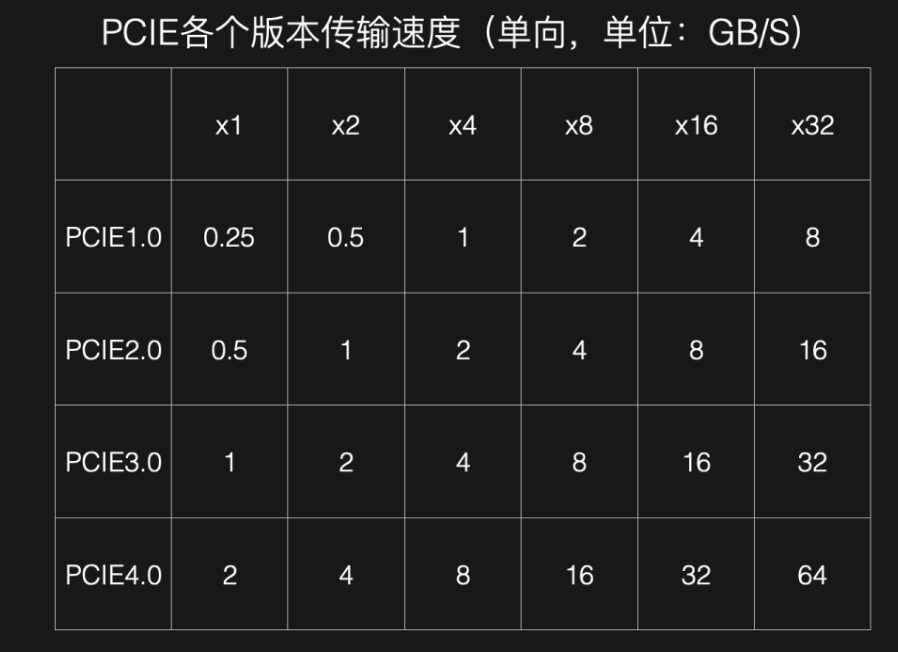 PCIE各个版本传输速度（单向，单位：GB/S）
x1 x2 x4 x8 x16 x32
PCIE1.0 0.25 0.5 1 2 4 8
PCIE2.0 0.5 1 2 4 8 16
PCIE3.0 1 2 4 8 16 32
PCIE4.0 2 4 8 16 32 64